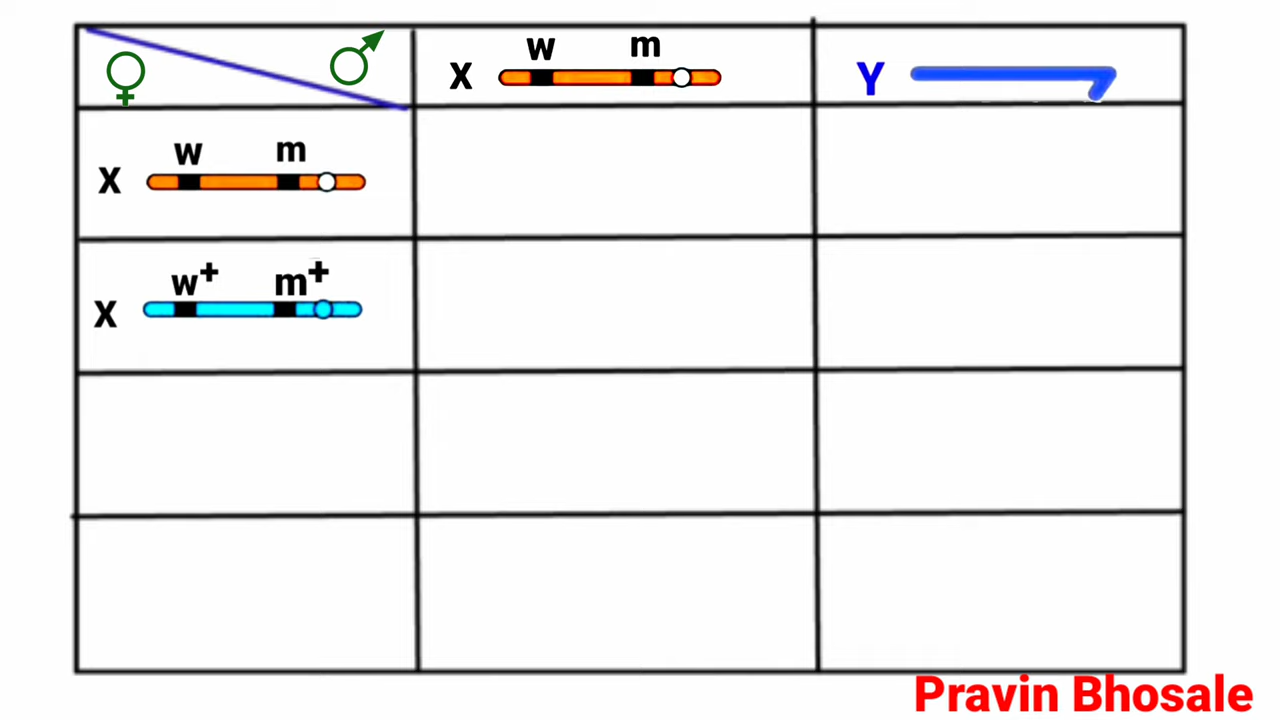 ♀ ♂ X w m Y
X w m
X w+ m+
Pravin Bhosale